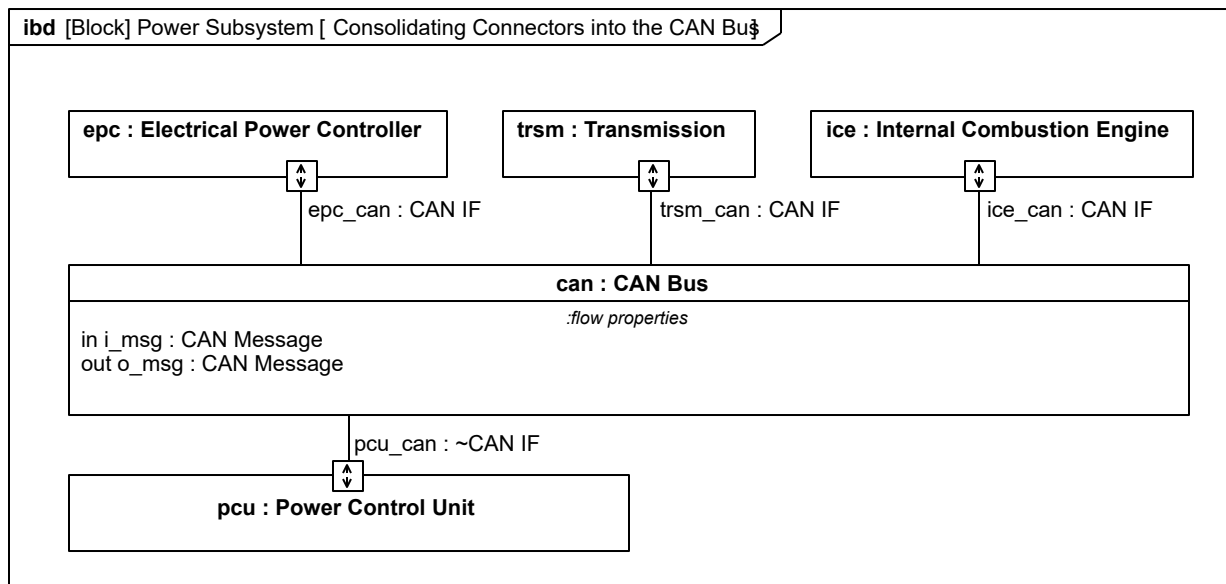 ibd [Block] Power Subsystem [ Consolidating Connectors into the CAN Bus]
epc : Electrical Power Controller
trsm : Transmission
ice : Internal Combustion Engine
epc_can : CAN IF
trsm_can : CAN IF
ice_can : CAN IF
can : CAN Bus
:flow properties
in i_msg : CAN Message
out o_msg : CAN Message
pcu_can : ~CAN IF
pcu : Power Control Unit